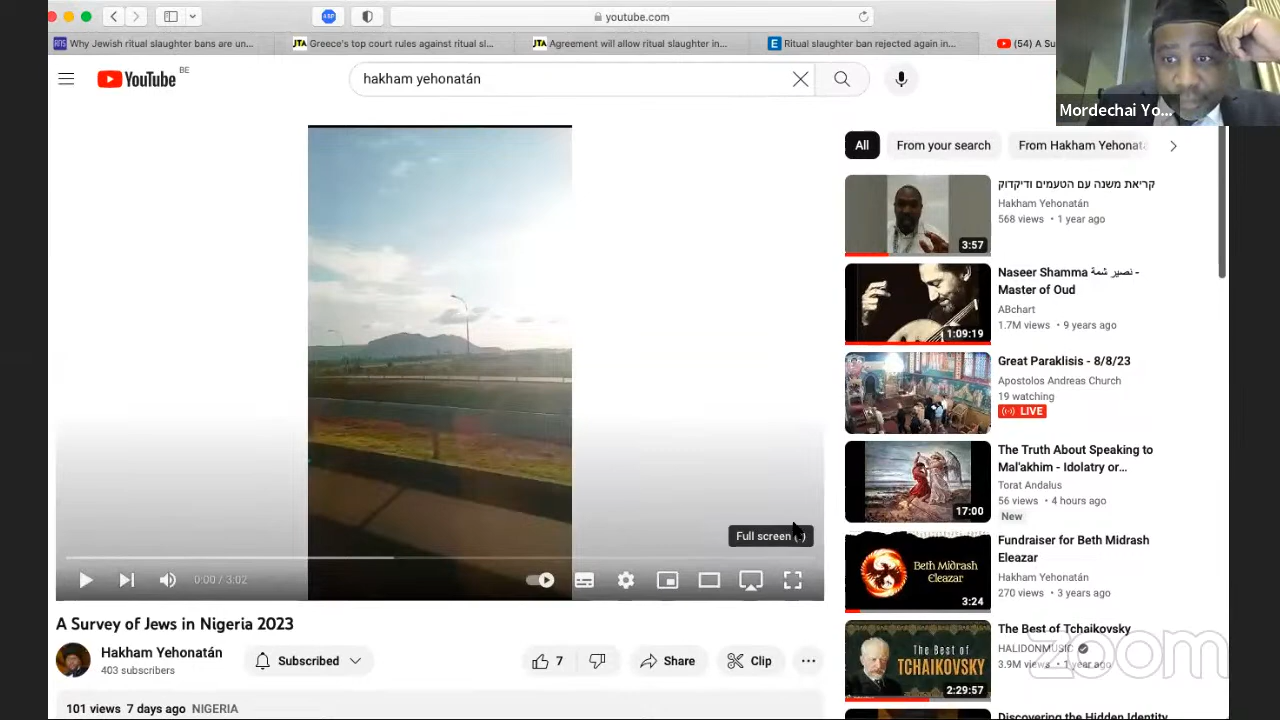 youtube.com
Why Jewish ritual slaughter bans are un...
Greece's top court rules against ritual sl...
Agreement will allow ritual slaughter in...
Ritual slaughter ban rejected again in...
(54) A Su
YouTube BE
hakham yehonatán
Mordechai Yo...
All
From your search
From Hakham Yehonata
קריאת משנה עם הטעמים ודיקדוק
Hakham Yehonatán
568 views • 1 year ago
3:57
Naseer Shamma نصير شمة -
Master of Oud
ABchart
1.7M views • 9 years ago
1:09:19
Great Paraklisis - 8/8/23
Apostolos Andreas Church
19 watching
LIVE
The Truth About Speaking to
Mal'akhim - Idolatry or...
Torat Andalus
56 views • 4 hours ago
New
17:00
Fundraiser for Beth Midrash
Eleazar
Hakham Yehonatán
270 views • 3 years ago
Beth Midrash
Eleazar
3:24
The Best of Tchaikovsky
HALIDONMUSIC
3.9M views • 1 year ago
The Best of
TCHAIKOVSKY
2:29:57
Discovering the Hidden Identity
Full screen
0:00 / 3:02
A Survey of Jews in Nigeria 2023
Hakham Yehonatán
403 subscribers
Subscribed
7
Share
Clip
101 views 7 days ago NIGERIA
zoom